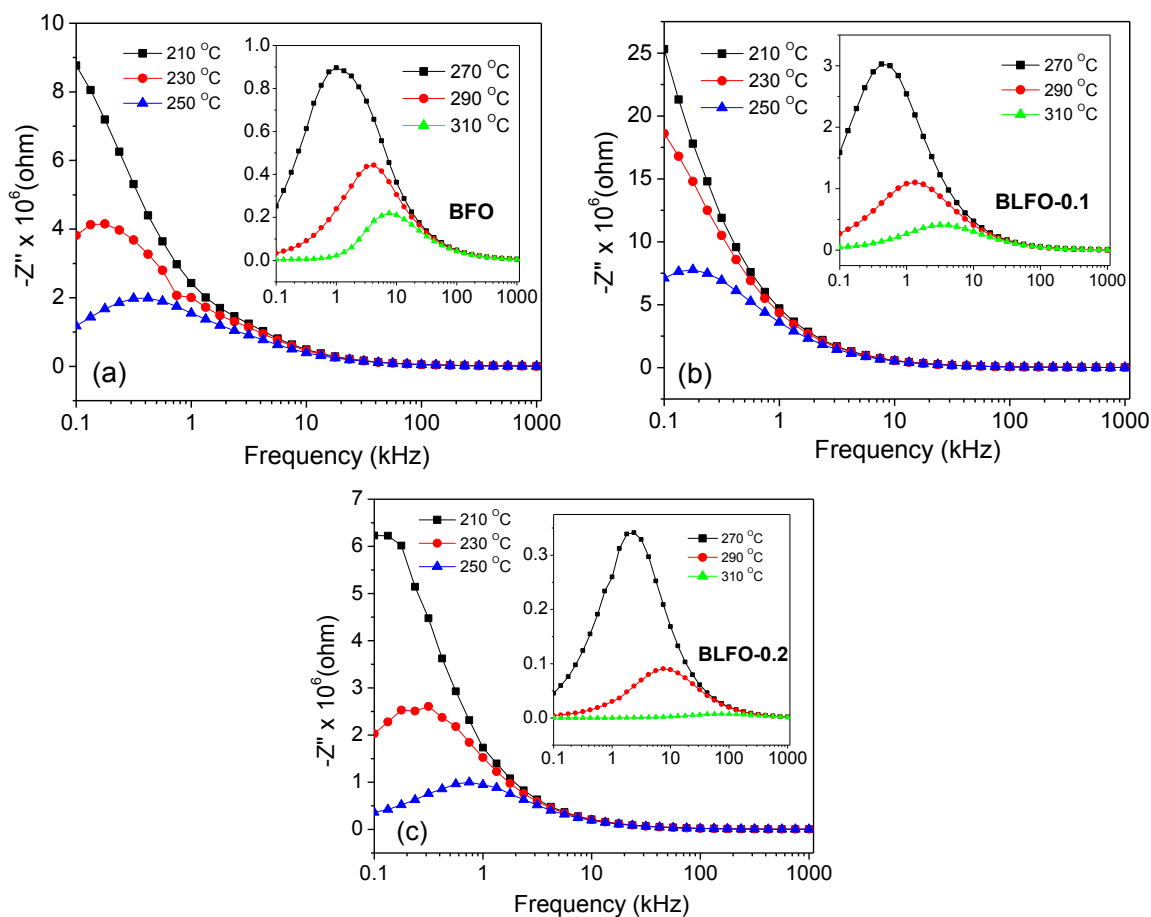 10
8
6
4
2
0
-Z" x 10⁶(ohm)
210 °C
230 °C
250 °C
1.0
0.8
0.6
0.4
0.2
0.0
270 °C
290 °C
310 °C
BFO
0.1 1 10 100 1000
(a)
0.1 1 10 100 1000
Frequency (kHz)
25
20
15
10
5
0
-Z" x 10⁶(ohm)
210 °C
230 °C
250 °C
3
2
1
0
270 °C
290 °C
310 °C
BLFO-0.1
0.1 1 10 100 1000
(b)
0.1 1 10 100 1000
Frequency (kHz)
7
6
5
4
3
2
1
0
-Z" x 10⁶(ohm)
210 °C
230 °C
250 °C
0.3
0.2
0.1
0.0
270 °C
290 °C
310 °C
BLFO-0.2
0.1 1 10 100 1000
(c)
0.1 1 10 100 1000
Frequency (kHz)